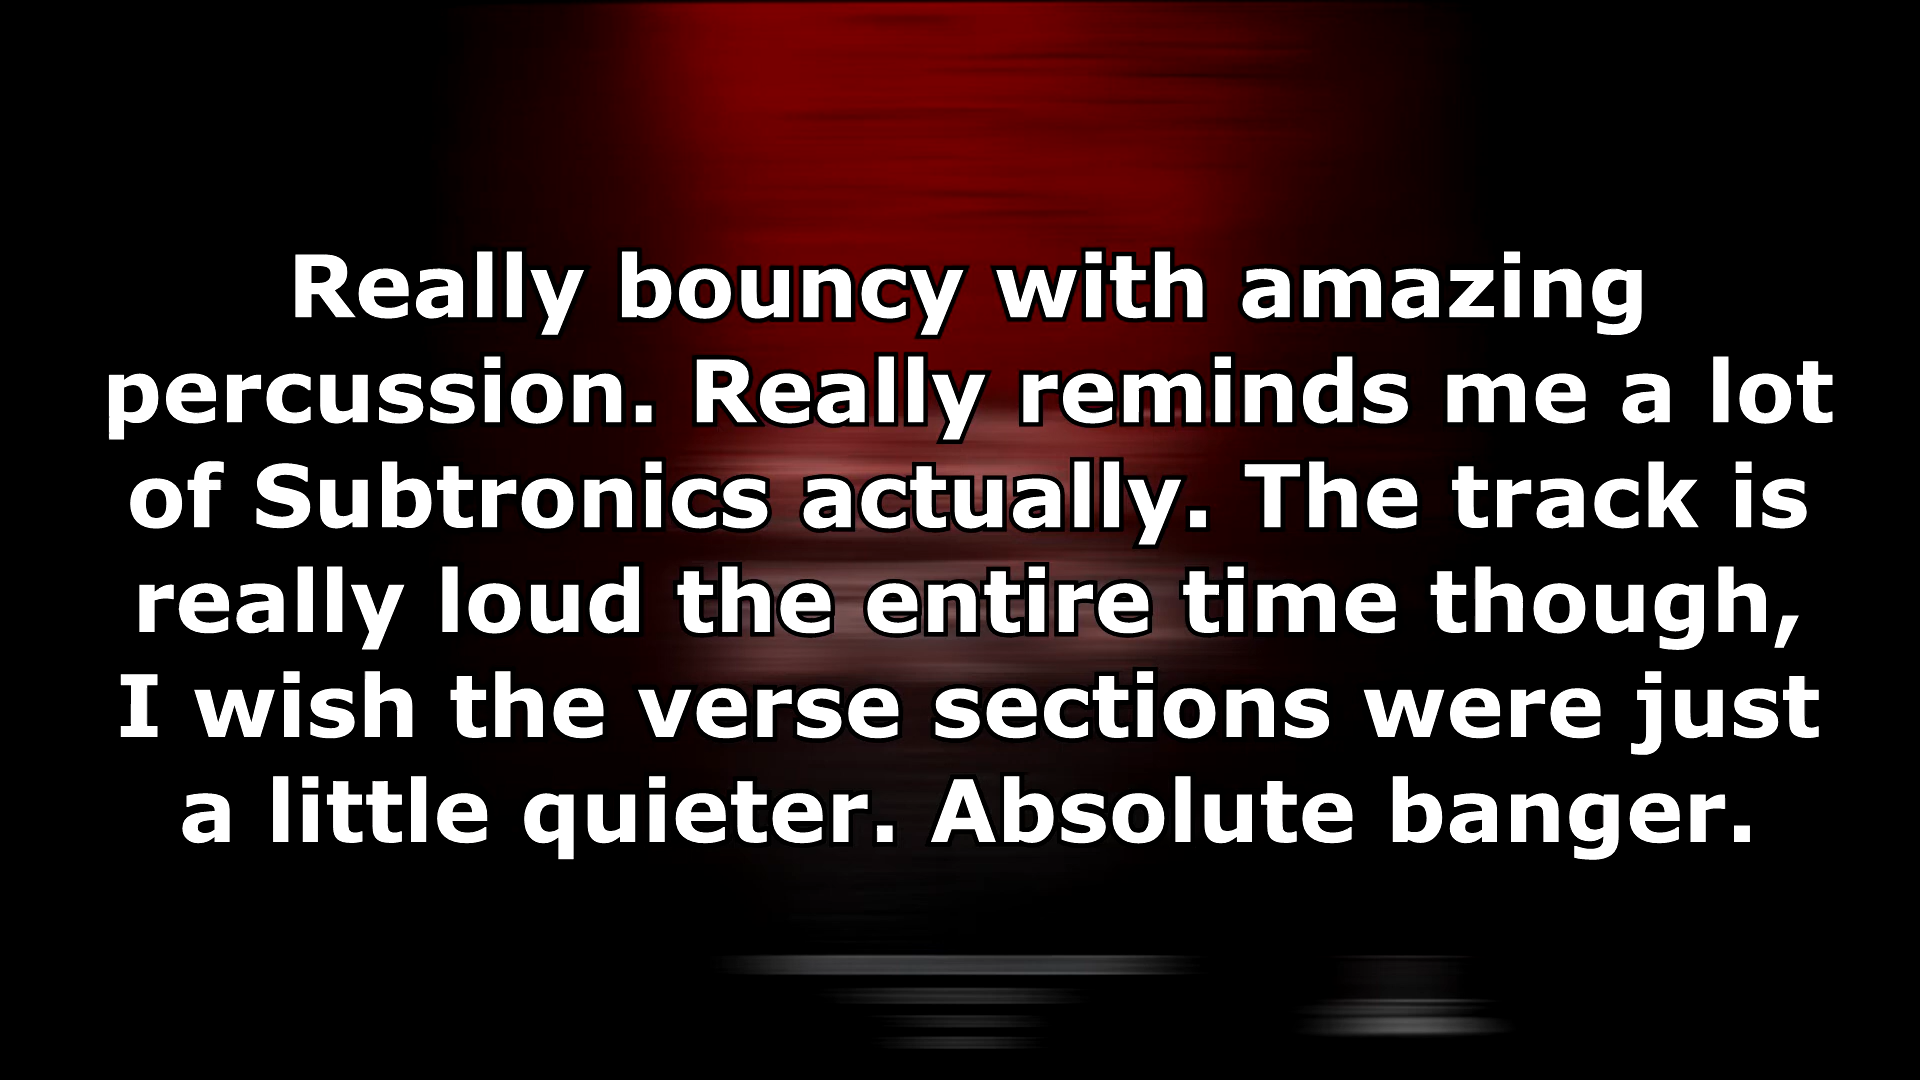 Really bouncy with amazing
percussion. Really reminds me a lot
of Subtronics actually. The track is
really loud the entire time though,
I wish the verse sections were just
a little quieter. Absolute banger.